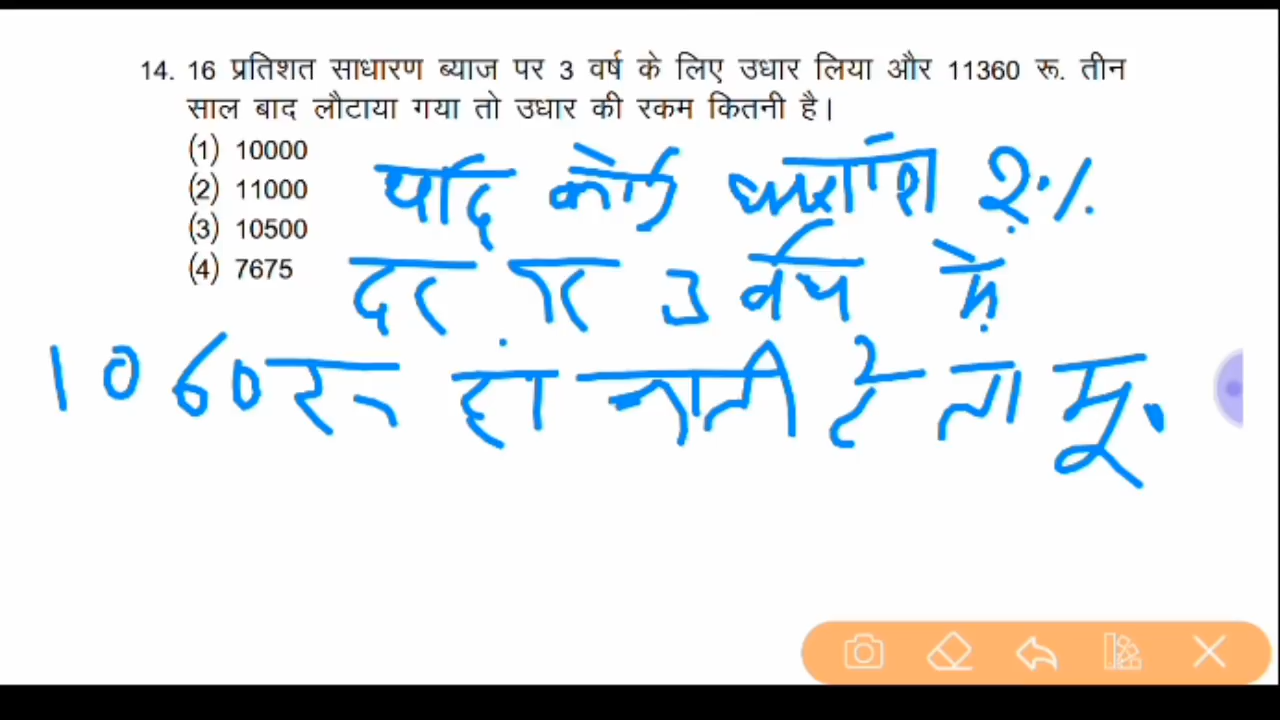 14. 16 प्रतिशत साधारण ब्याज पर 3 वर्ष के लिए उधार लिया और 11360 रू. तीन
साल बाद लौटाया गया तो उधार की रकम कितनी है।
(1) 10000
(2) 11000
(3) 10500
(4) 7675
यदि कोई धनराशि 2%
दर पर 3 वर्ष में
1060 रु हो जाती है तो मू.